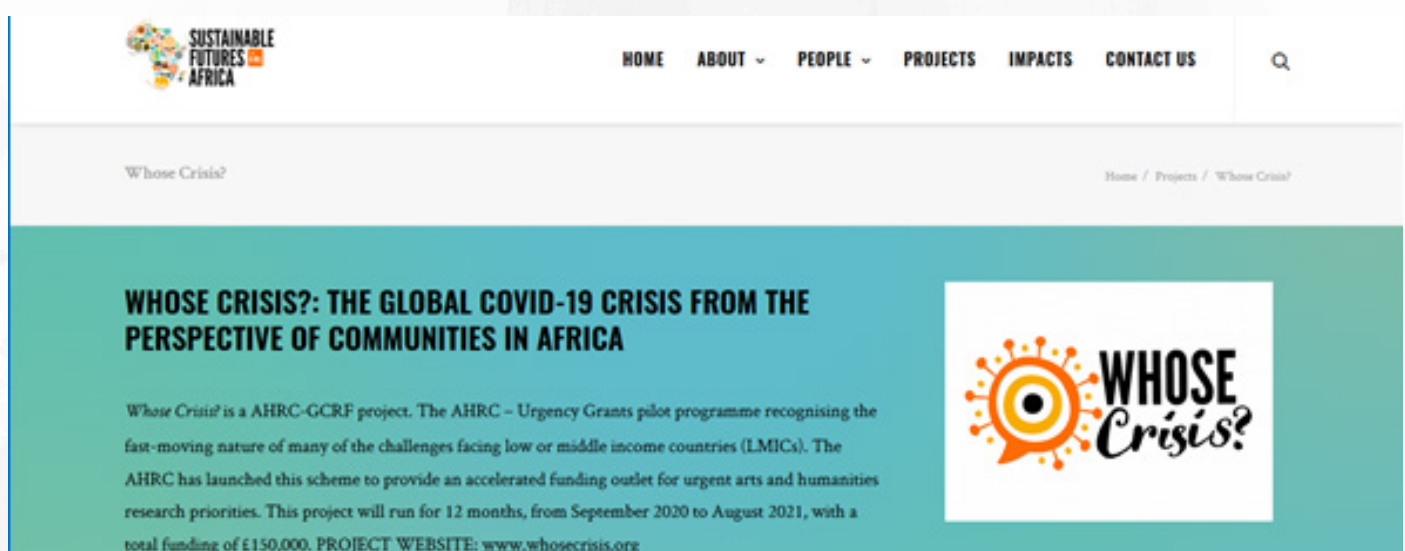 SUSTAINABLE
FUTURES in
AFRICA
HOME ABOUT PEOPLE PROJECTS IMPACTS CONTACT US
Whose Crisis?
Home / Projects / Whose Crisis?
WHOSE CRISIS?: THE GLOBAL COVID-19 CRISIS FROM THE
PERSPECTIVE OF COMMUNITIES IN AFRICA
Whose Crisis? is a AHRC-GCRF project. The AHRC – Urgency Grants pilot programme recognising the
fast-moving nature of many of the challenges facing low or middle income countries (LMICs). The
AHRC has launched this scheme to provide an accelerated funding outlet for urgent arts and humanities
research priorities. This project will run for 12 months, from September 2020 to August 2021, with a
total funding of £150,000. PROJECT WEBSITE: www.whosecrisis.org
WHOSE
Crisis?